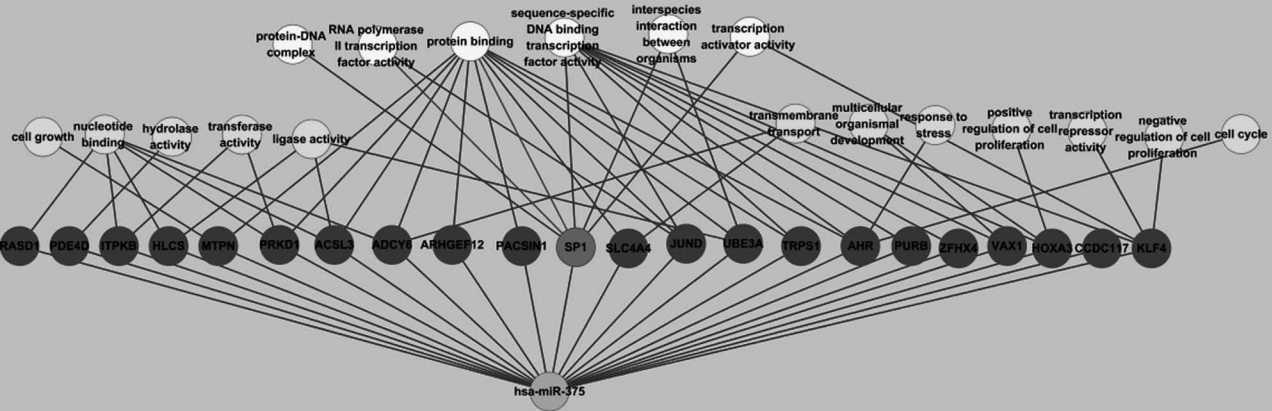 protein-DNA
complex
RNA polymerase
II transcription
factor activity
protein binding
sequence-specific
DNA binding
transcription
factor activity
interspecies
interaction
between
organisms
transcription
activator activity
cell growth
nucleotide
binding
hydrolase
activity
transferase
activity
ligase activity
transmembrane
transport
multicellular
organismal
development
response to
stress
positive
regulation of cell
proliferation
transcription
repressor
activity
negative
regulation of cell
proliferation
cell cycle
RASD1
PDE4D
ITPKB
HLCS
MTPN
PRKD1
ACSL3
ADCY6
ARHGEF12
PACSIN1
SP1
SLC4A4
JUND
UBE3A
TRPS1
AHR
PURB
ZFHX4
VAX1
HOXA3
CCDC117
KLF4
hsa-miR-375